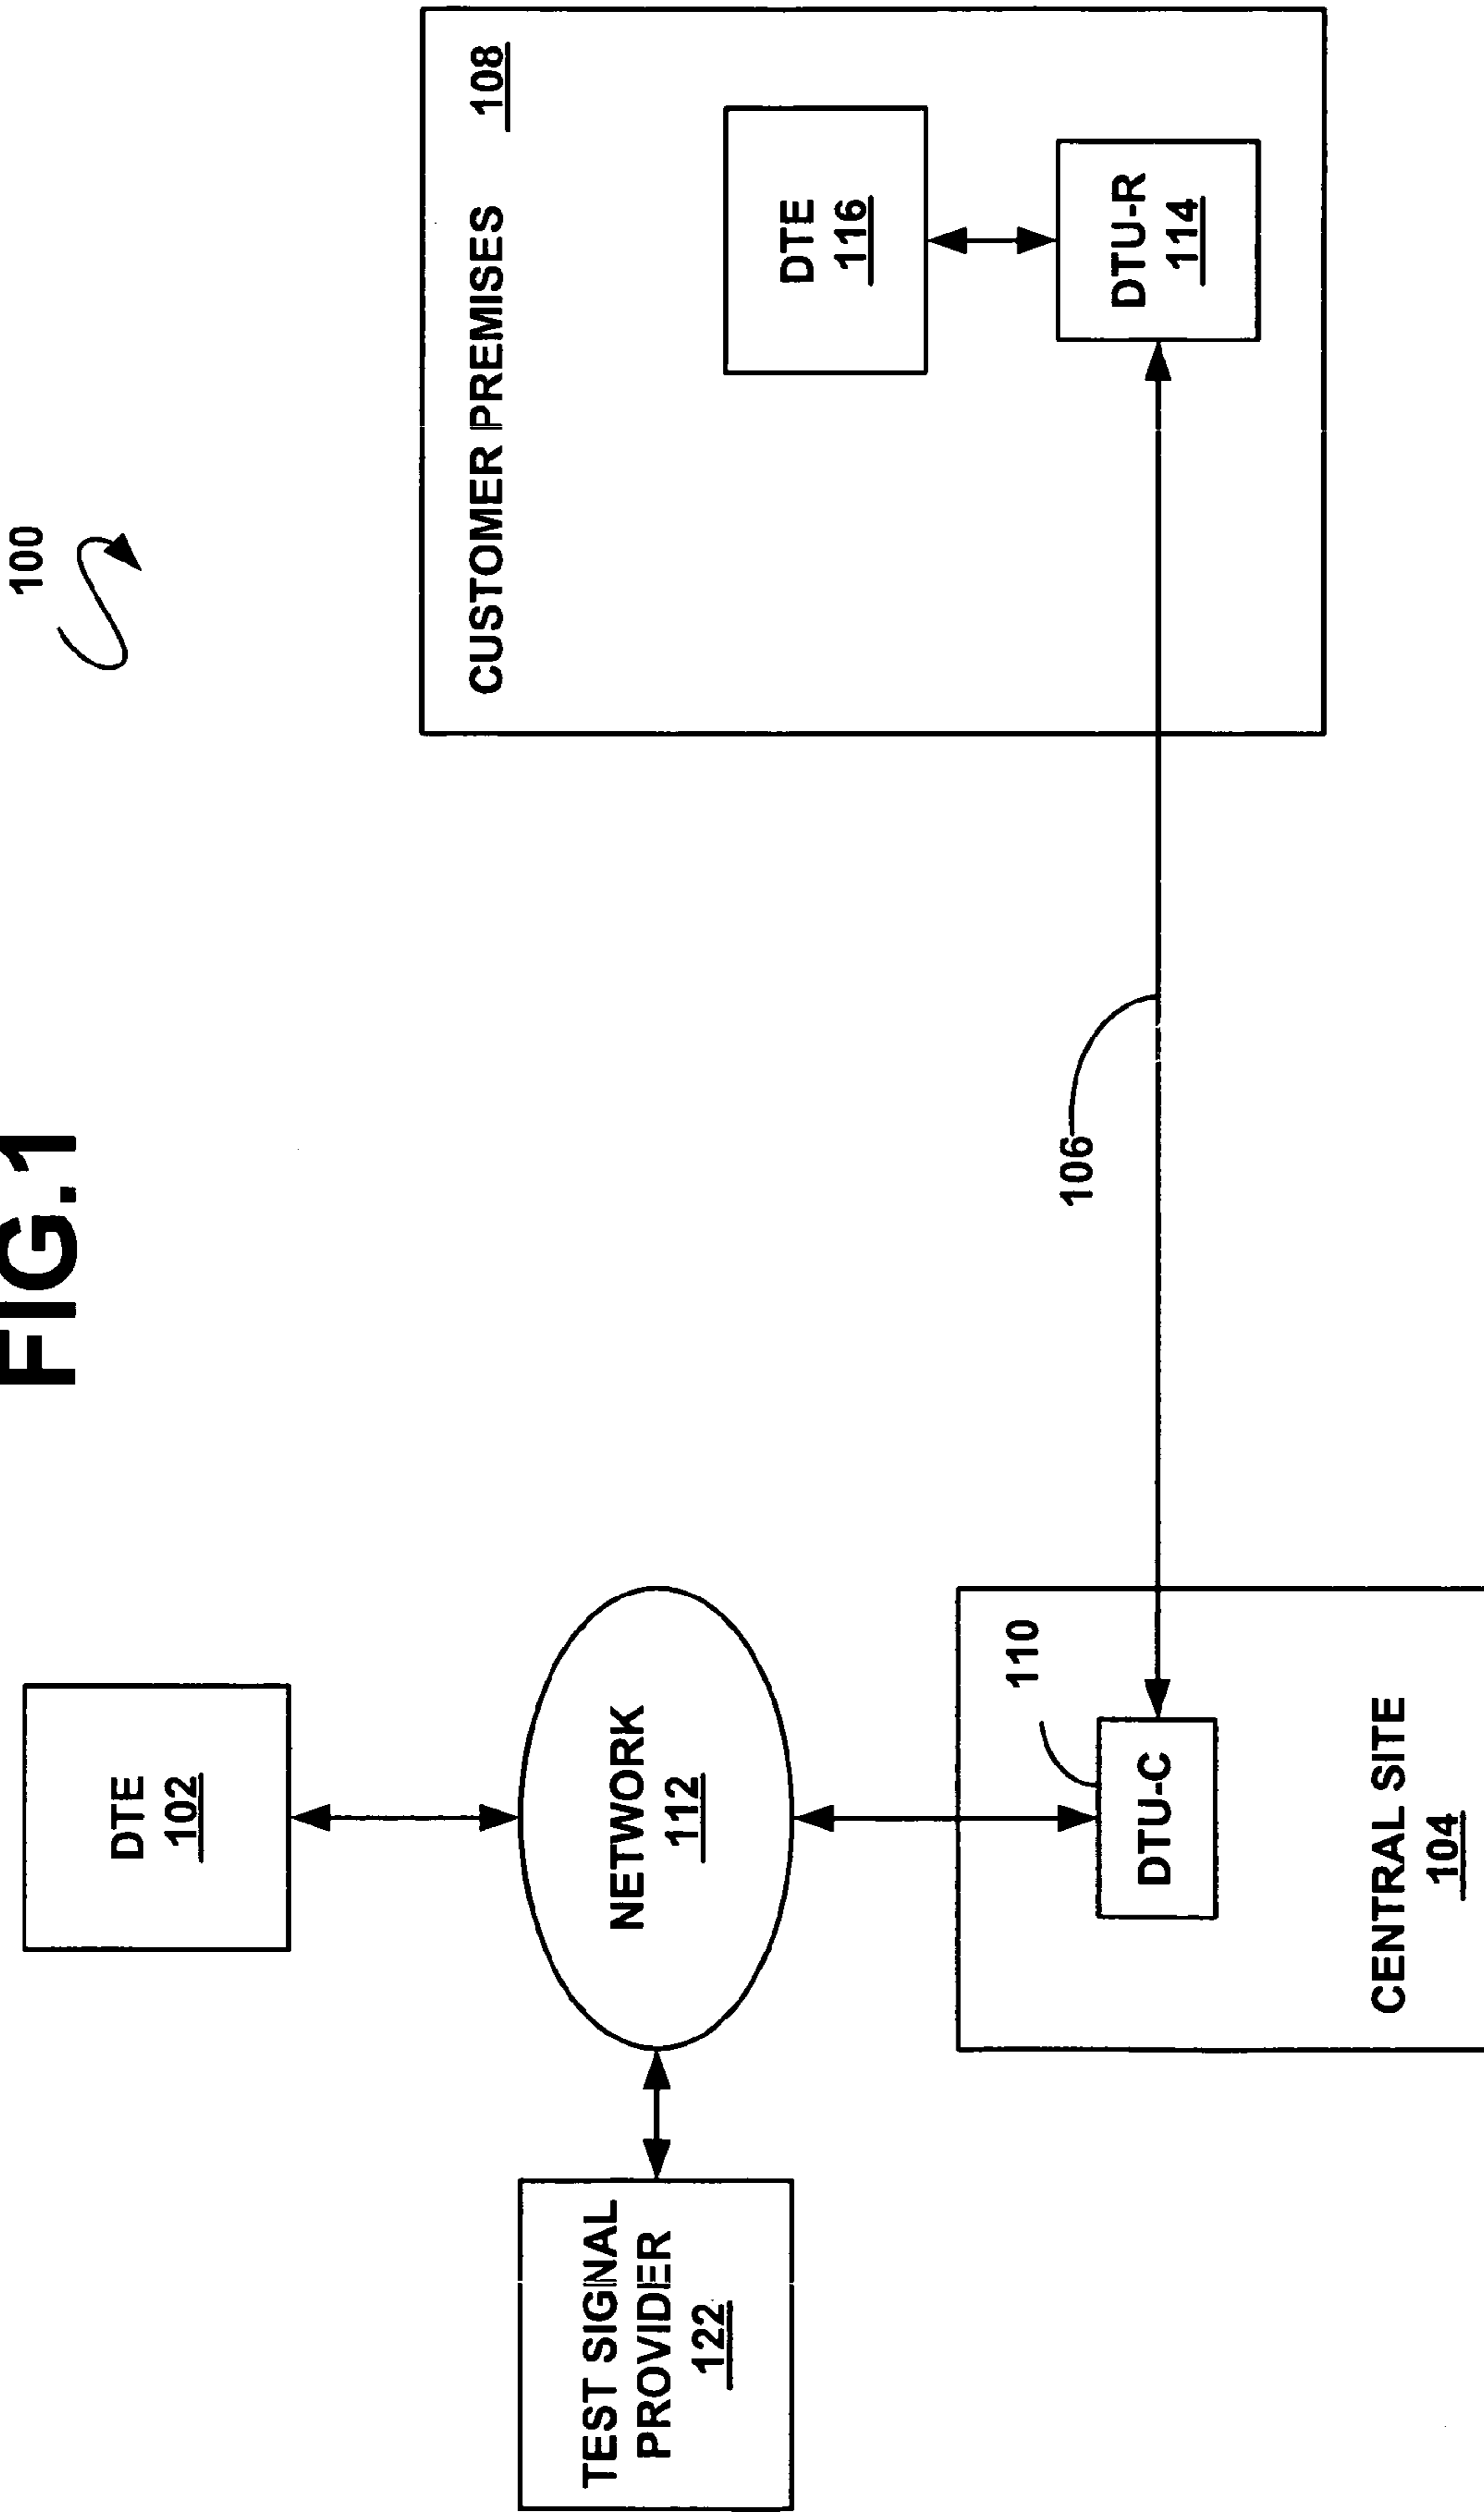 FIG.1
100
DTE
102
CUSTOMER PREMISES 108
TEST SIGNAL
PROVIDER
122
NETWORK
112
DTE
116
106
110
DTU-C
DTU-R
114
CENTRAL SITE
104